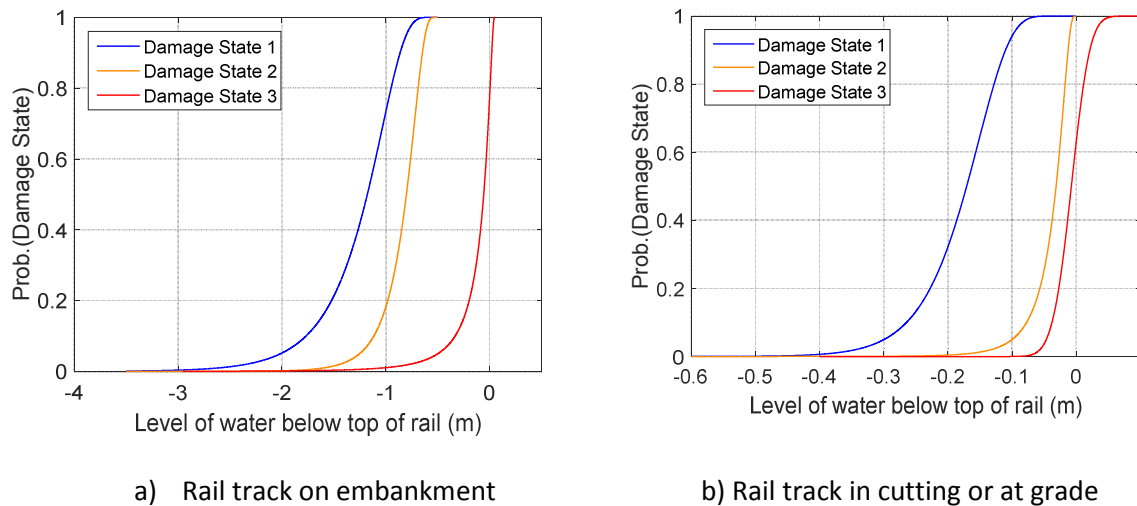 1
0.8
0.6
0.4
0.2
0
Prob.(Damage State)
Damage State 1
Damage State 2
Damage State 3
-4
-3
-2
-1
0
Level of water below top of rail (m)
a) Rail track on embankment
1
0.8
0.6
0.4
0.2
0
Prob.(Damage State)
Damage State 1
Damage State 2
Damage State 3
-0.6
-0.5
-0.4
-0.3
-0.2
-0.1
0
Level of water below top of rail (m)
b) Rail track in cutting or at grade